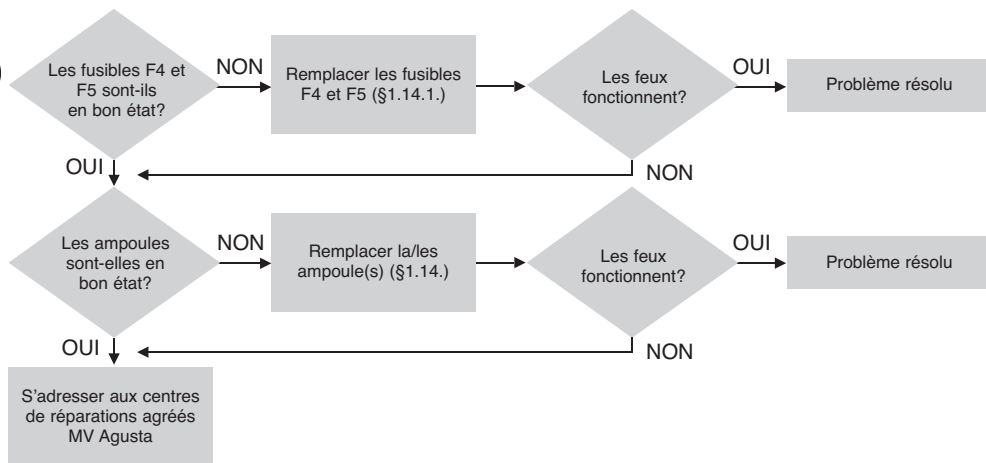 )
Les fusibles F4 et
F5 sont-ils
en bon état?
NON
Remplacer les fusibles
F4 et F5 (§1.14.1.)
Les feux
fonctionnent?
OUI
Problème résolu
OUI
NON
Les ampoules
sont-elles en
bon état?
NON
Remplacer la/les
ampoule(s) (§1.14.)
Les feux
fonctionnent?
OUI
Problème résolu
OUI
NON
S'adresser aux centres
de réparations agréés
MV Agusta